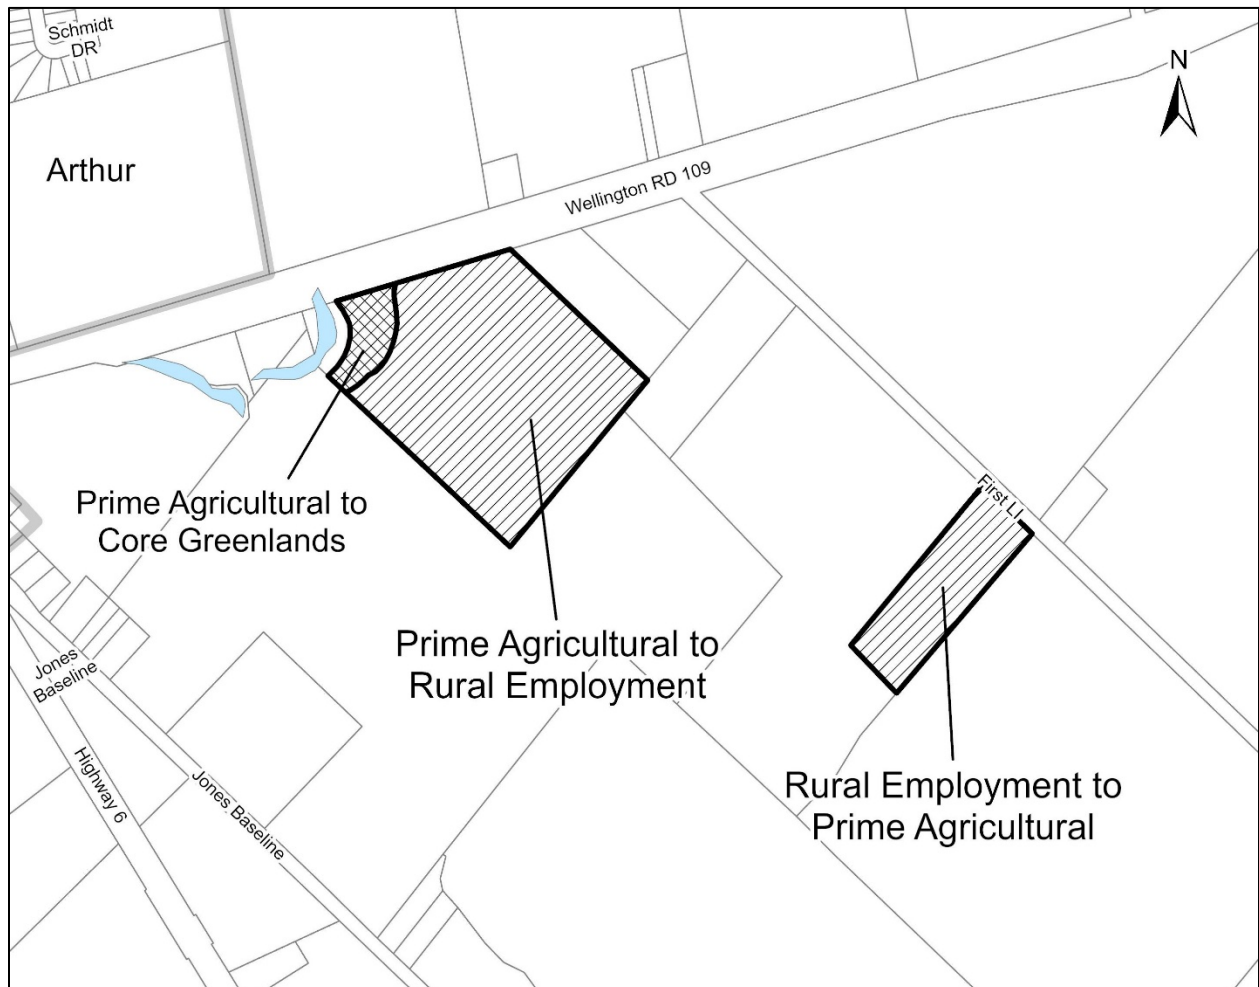 Schmidt
DR
N
Arthur
Wellington RD 109
First LI
Prime Agricultural to
Core Greenlands
Prime Agricultural to
Rural Employment
Jones
Baseline
Highway 6
Jones Baseline
Rural Employment to
Prime Agricultural